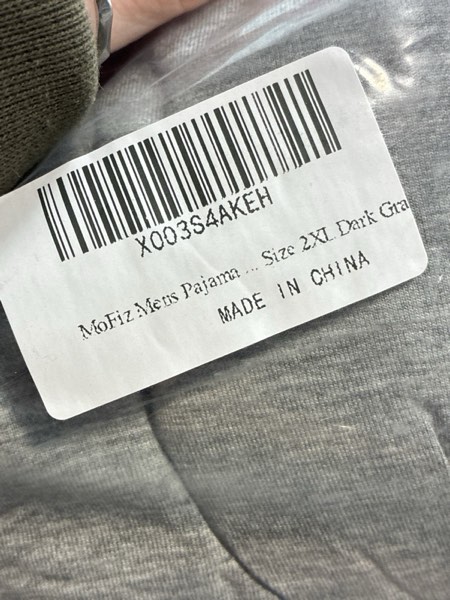 X003S4AKEH
MoFiz Mens Pajama ... Size 2XL Dark Gra
MADE IN CHINA